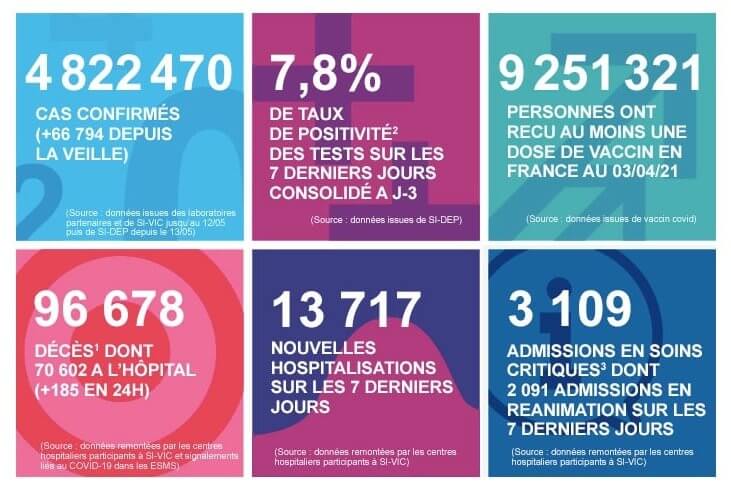 4 822 470
CAS CONFIRMÉS
(+66 794 DEPUIS
LA VEILLE)
(Source : données issues des laboratoires
partenaires et de SI-VIC jusqu'au 12/05
puis de SI-DEP depuis le 13/05)
7,8%
DE TAUX
DE POSITIVITÉ²
DES TESTS SUR LES
7 DERNIERS JOURS
CONSOLIDÉ A J-3
(Source : données issues de SI-DEP)
9 251 321
PERSONNES ONT
RECU AU MOINS UNE
DOSE DE VACCIN EN
FRANCE AU 03/04/21
(Source : données issues de vaccin covid)
96 678
DÉCÈS¹ DONT
70 602 A L'HÔPITAL
(+185 EN 24H)
(Source : données remontées par les centres
hospitaliers participants à SI-VIC et signalements
liés au COVID-19 dans les ESMS)
13 717
NOUVELLES
HOSPITALISATIONS
SUR LES 7 DERNIERS
JOURS
(Source : données remontées par les centres
hospitaliers participants à SI-VIC)
3 109
ADMISSIONS EN SOINS
CRITIQUES³ DONT
2 091 ADMISSIONS EN
REANIMATION SUR LES
7 DERNIERS JOURS
(Source : données remontées par les centres
hospitaliers participants à SI-VIC)